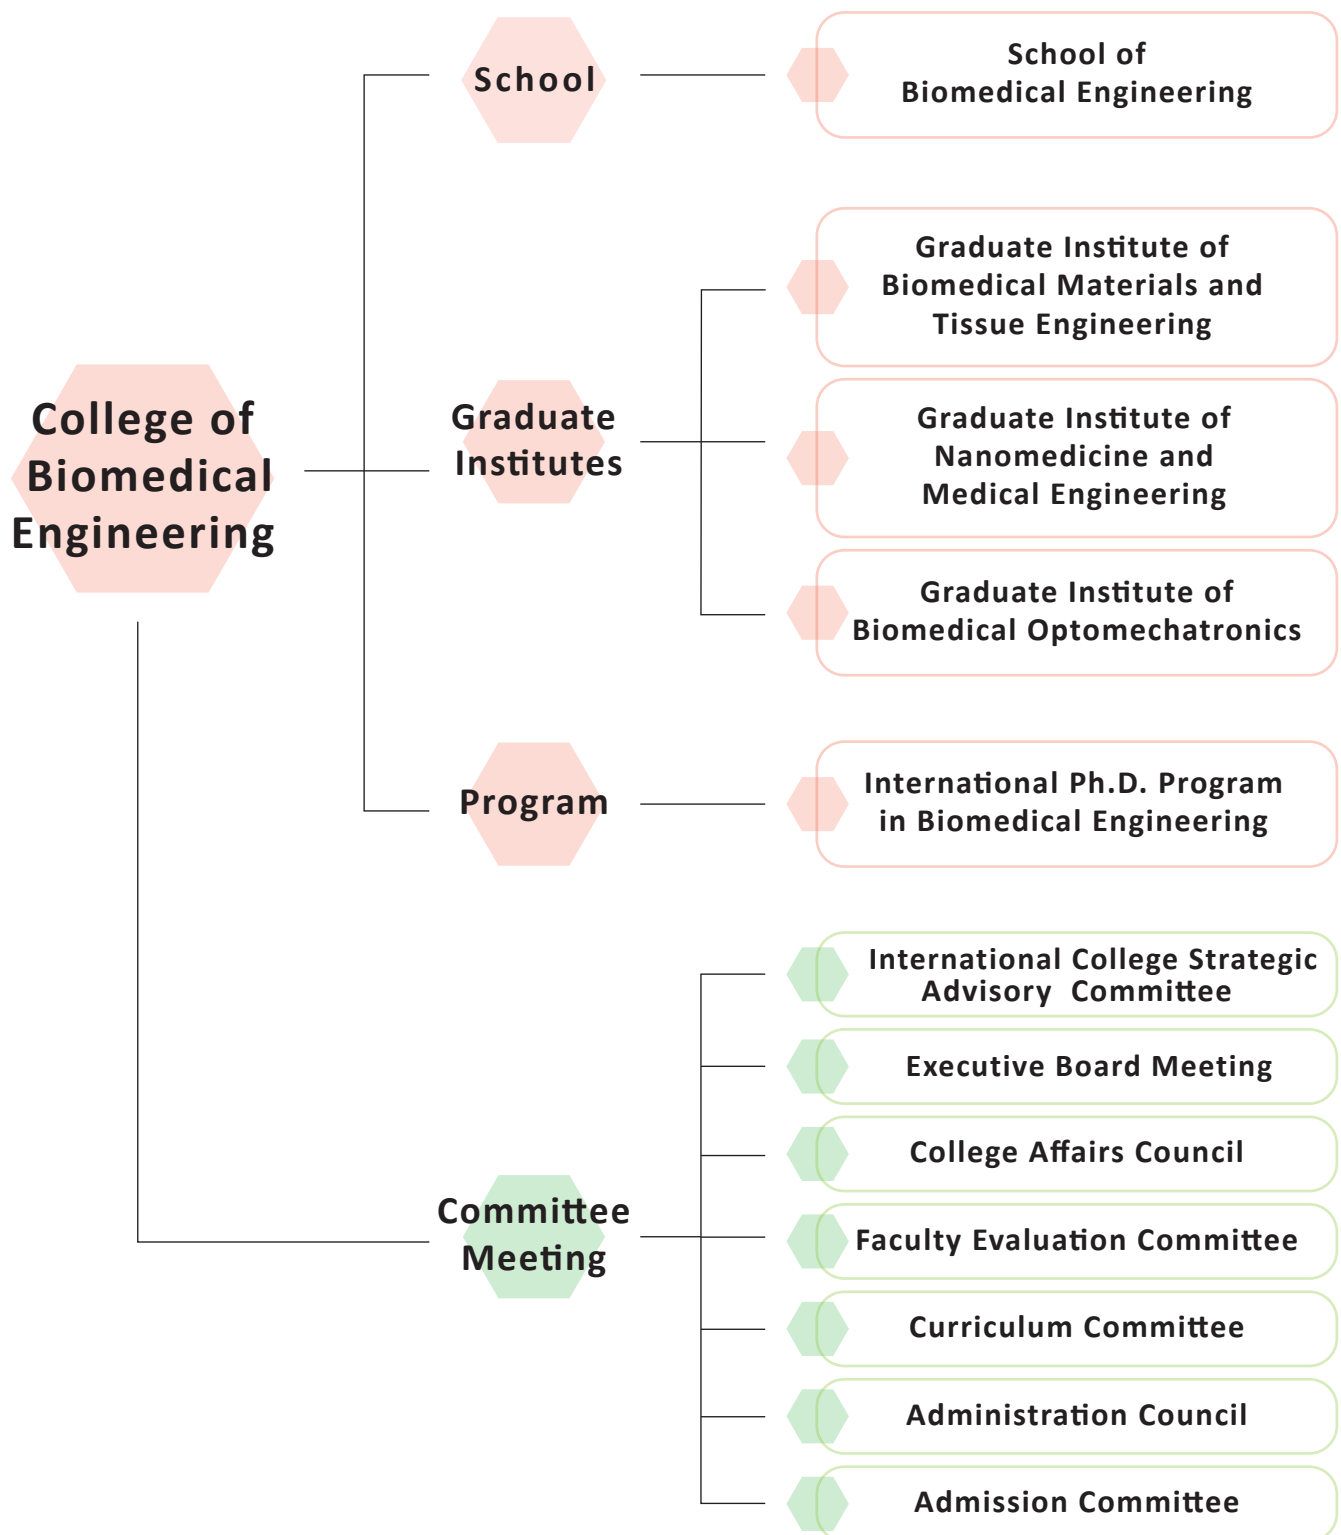 College of
Biomedical
Engineering
School
School of
Biomedical Engineering
Graduate
Institutes
Graduate Institute of
Biomedical Materials and
Tissue Engineering
Graduate Institute of
Nanomedicine and
Medical Engineering
Graduate Institute of
Biomedical Optomechatronics
Program
International Ph.D. Program
in Biomedical Engineering
Committee
Meeting
International College Strategic
Advisory Committee
Executive Board Meeting
College Affairs Council
Faculty Evaluation Committee
Curriculum Committee
Administration Council
Admission Committee